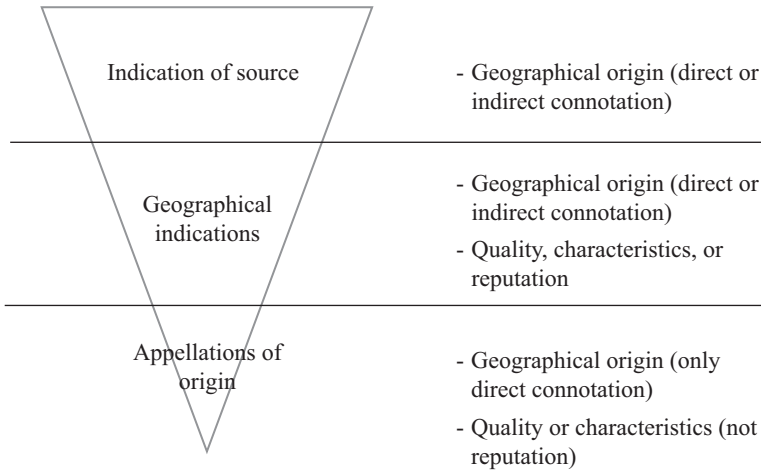 Indication of source
- Geographical origin (direct or
indirect connotation)
Geographical
indications
- Geographical origin (direct or
indirect connotation)
- Quality, characteristics, or
reputation
Appellations of
origin
- Geographical origin (only
direct connotation)
- Quality or characteristics (not
reputation)